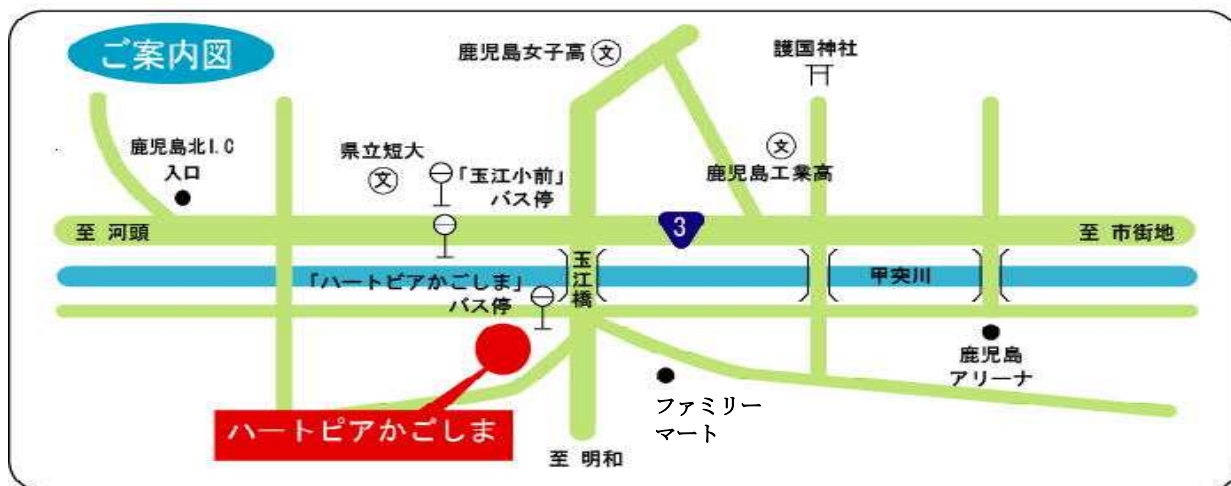 ご案内図
鹿児島女子高
文
護国神社
鹿児島北I.C
入口
県立短大
文
「玉江小前」
バス停
文
鹿児島工業高
至 河頭
3
至 市街地
玉江橋
甲突川
「ハートピアかごしま」
バス停
鹿児島
アリーナ
ファミリー
マート
ハートピアかごしま
至 明和